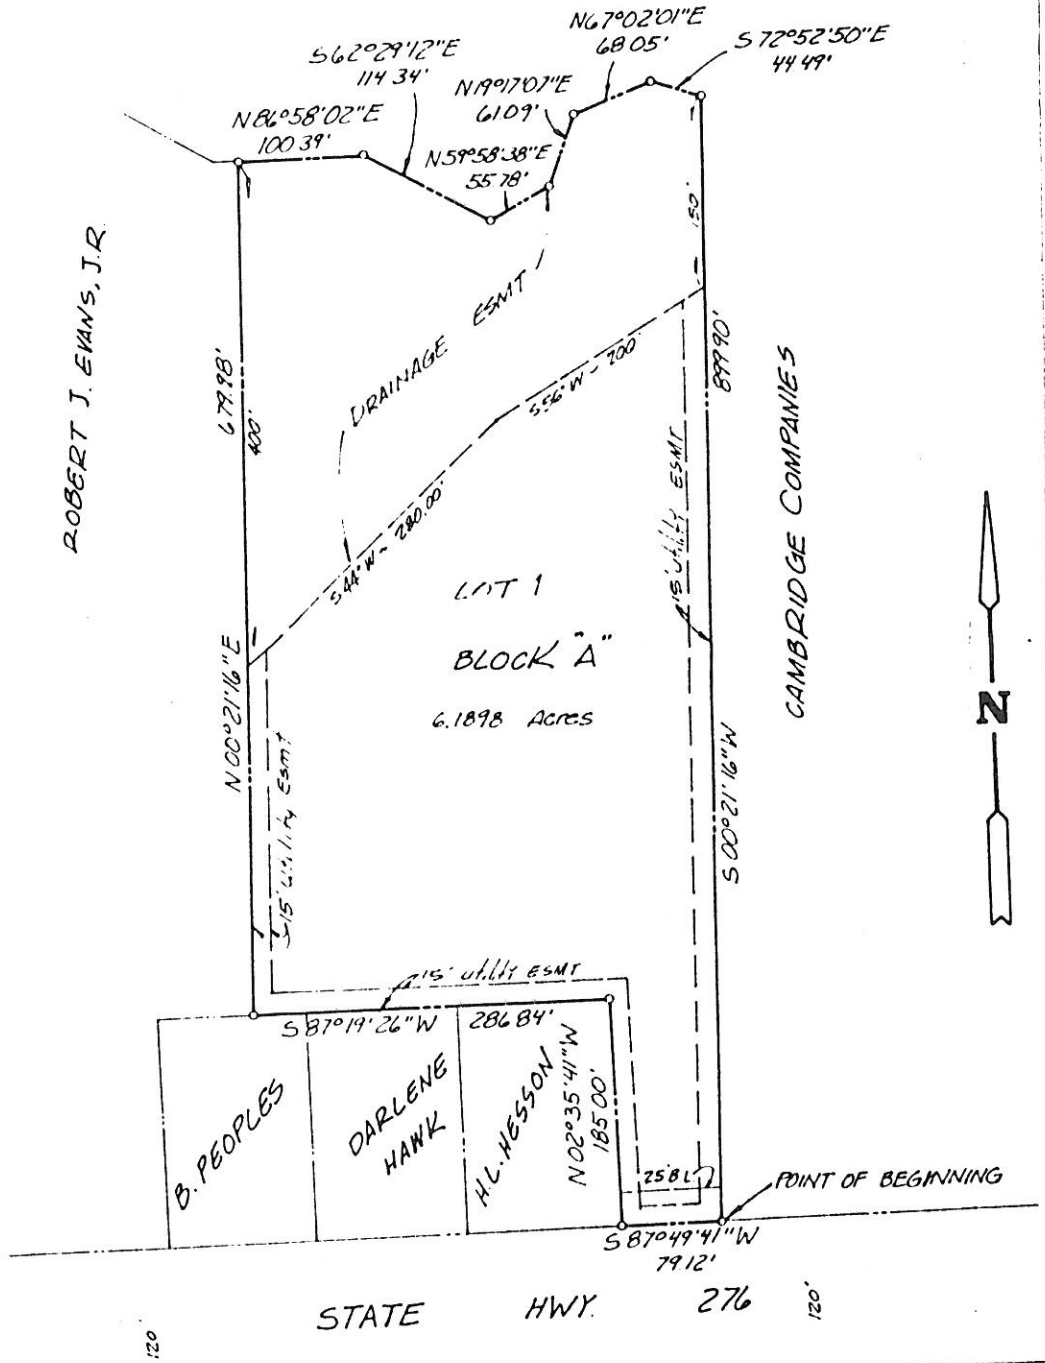 N67°02'01"E
68.05'
S72°52'50"E
44.49'
S62°29'12"E
114.34'
N19°17'07"E
61.09'
N86°58'02"E
100.39'
N59°58'38"E
55.78'
150'
ROBERT J. EVANS, J.R.
DRAINAGE ESMT
679.98'
400'
S56°W ~ 200'
899.90'
CAMBRIDGE COMPANIES
15' utility ESMT
S44°W ~ 280.00'
LOT 1
BLOCK "A"
6.1898 Acres
N
N00°21'16"E
15' utility Esmt
S00°21'16"W
15' utility ESMT
S87°19'26"W 286.84'
N02°35'41"W
185.00'
B. PEOPLES
DARLENE
HAWK
H.L. HESSON
25'BL
POINT OF BEGINNING
S87°49'41"W
79.12'
STATE HWY. 276
120'
120'